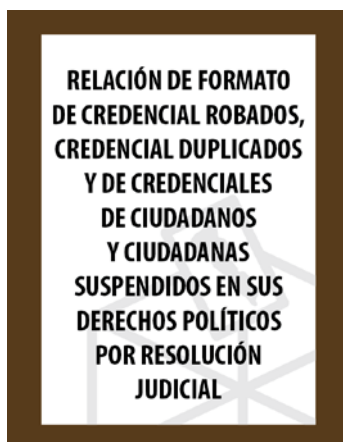 RELACIÓN DE FORMATO
DE CREDENCIAL ROBADOS,
CREDENCIAL DUPLICADOS
Y DE CREDENCIALES
DE CIUDADANOS
Y CIUDADANAS
SUSPENDIDOS EN SUS
DERECHOS POLÍTICOS
POR RESOLUCIÓN
JUDICIAL